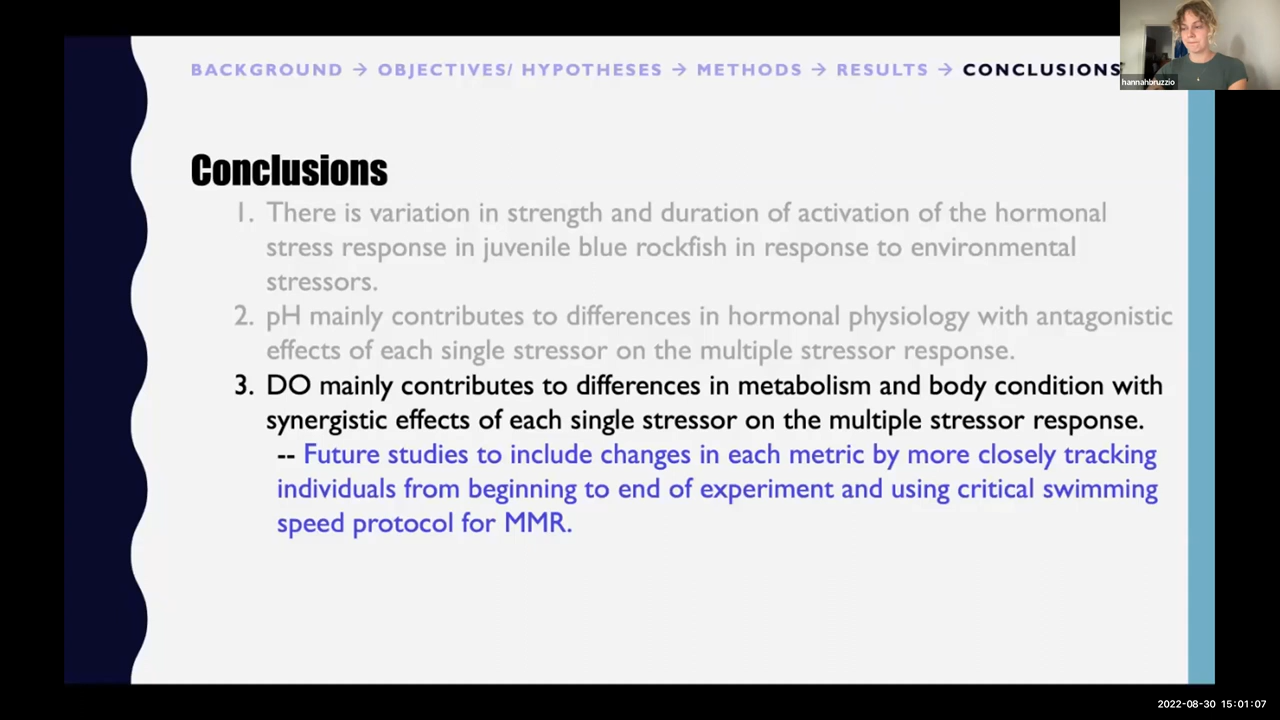 BACKGROUND → OBJECTIVES/ HYPOTHESES → METHODS → RESULTS → CONCLUSIONS
hannahbruzzio
Conclusions
1. There is variation in strength and duration of activation of the hormonal
stress response in juvenile blue rockfish in response to environmental
stressors.
2. pH mainly contributes to differences in hormonal physiology with antagonistic
effects of each single stressor on the multiple stressor response.
3. DO mainly contributes to differences in metabolism and body condition with
synergistic effects of each single stressor on the multiple stressor response.
-- Future studies to include changes in each metric by more closely tracking
individuals from beginning to end of experiment and using critical swimming
speed protocol for MMR.
2022-08-30 15:01:07